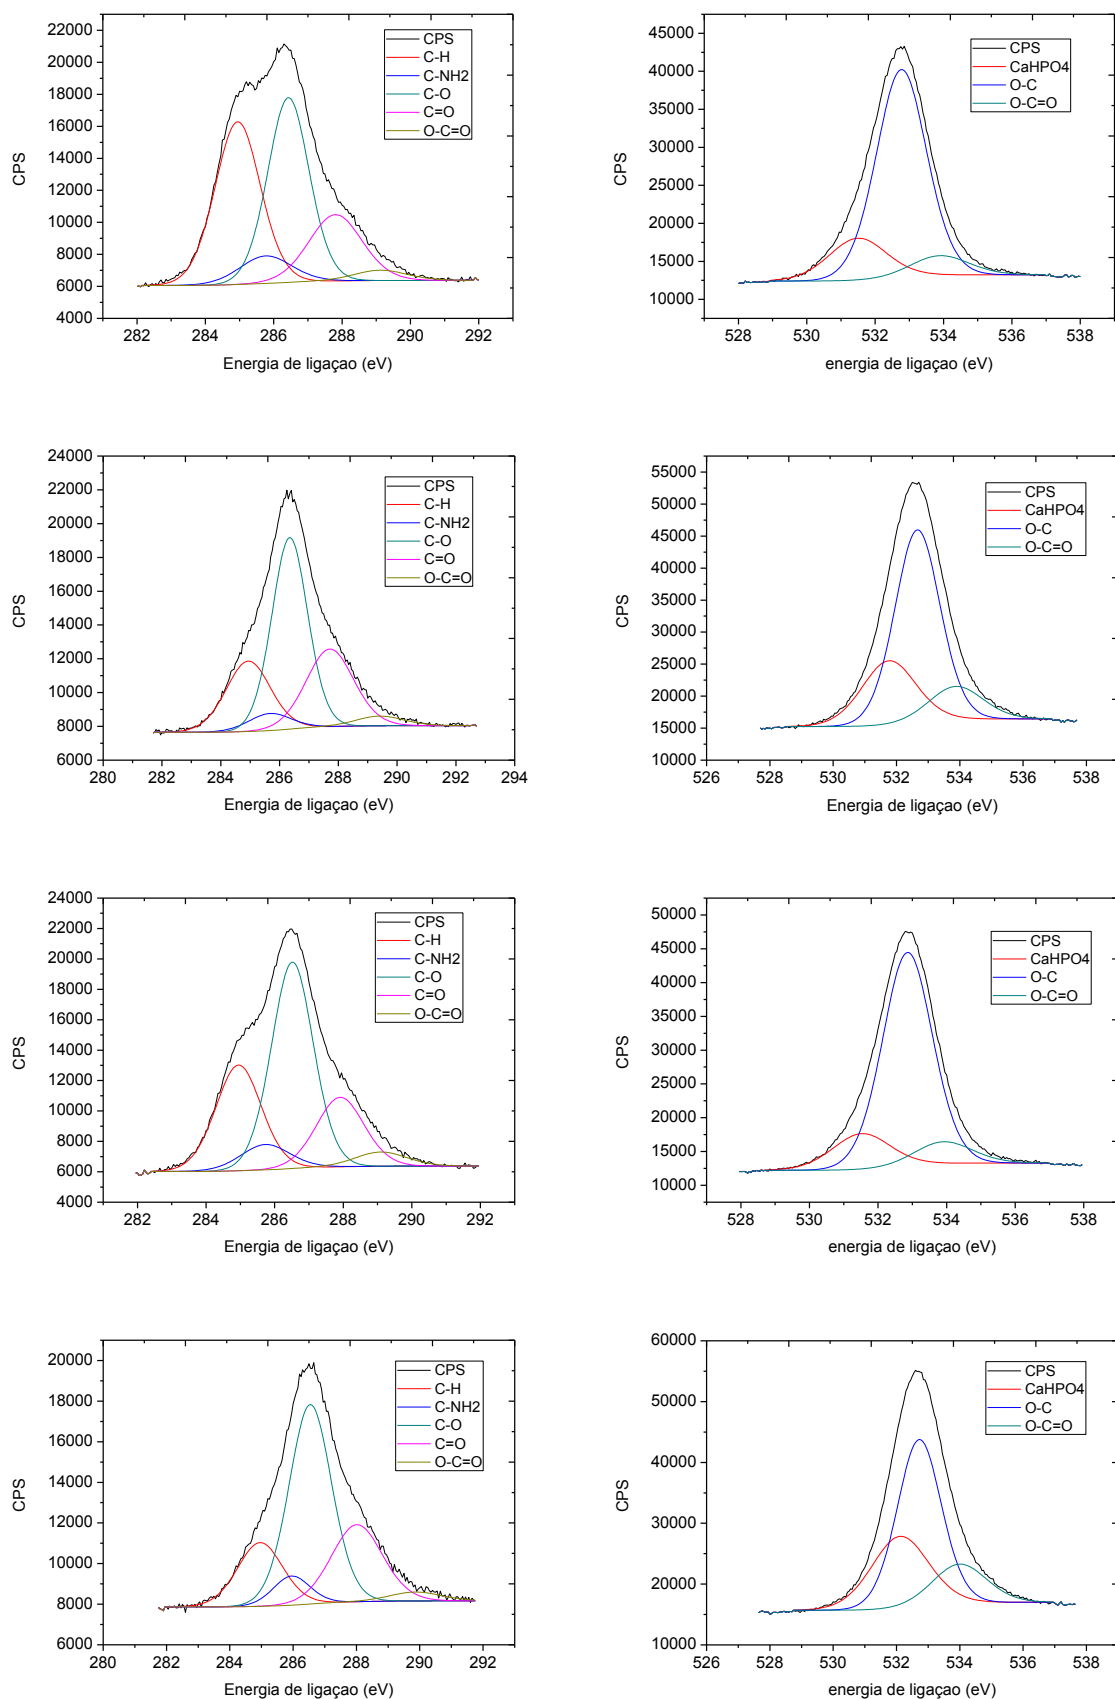 22000
20000
18000
16000
14000
12000
10000
8000
6000
4000
CPS
CPS
C-H
C-NH2
C-O
C=O
O-C=O
282 284 286 288 290 292
Energia de ligaçao (eV)
45000
40000
35000
30000
25000
20000
15000
10000
CPS
CPS
CaHPO4
O-C
O-C=O
528 530 532 534 536 538
energia de ligaçao (eV)
24000
22000
20000
18000
16000
14000
12000
10000
8000
6000
CPS
CPS
C-H
C-NH2
C-O
C=O
O-C=O
280 282 284 286 288 290 292 294
Energia de ligaçao (eV)
55000
50000
45000
40000
35000
30000
25000
20000
15000
10000
CPS
CPS
CaHPO4
O-C
O-C=O
526 528 530 532 534 536 538
Energia de ligaçao (eV)
24000
22000
20000
18000
16000
14000
12000
10000
8000
6000
4000
CPS
CPS
C-H
C-NH2
C-O
C=O
O-C=O
282 284 286 288 290 292
Energia de ligaçao (eV)
50000
45000
40000
35000
30000
25000
20000
15000
10000
CPS
CPS
CaHPO4
O-C
O-C=O
528 530 532 534 536 538
energia de ligaçao (eV)
20000
18000
16000
14000
12000
10000
8000
6000
CPS
CPS
C-H
C-NH2
C-O
C=O
O-C=O
280 282 284 286 288 290 292
Energia de ligaçao (eV)
60000
50000
40000
30000
20000
10000
CPS
CPS
CaHPO4
O-C
O-C=O
526 528 530 532 534 536 538
energia de ligaçao (eV)